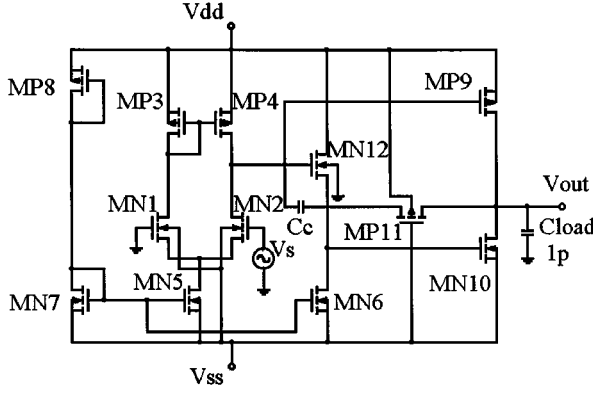 Vdd
MP8
MP3
MP4
MP9
MN12
MN1
MN2
Vout
Cc
MP11
Cload
1p
Vs
MN7
MN5
MN6
MN10
Vss